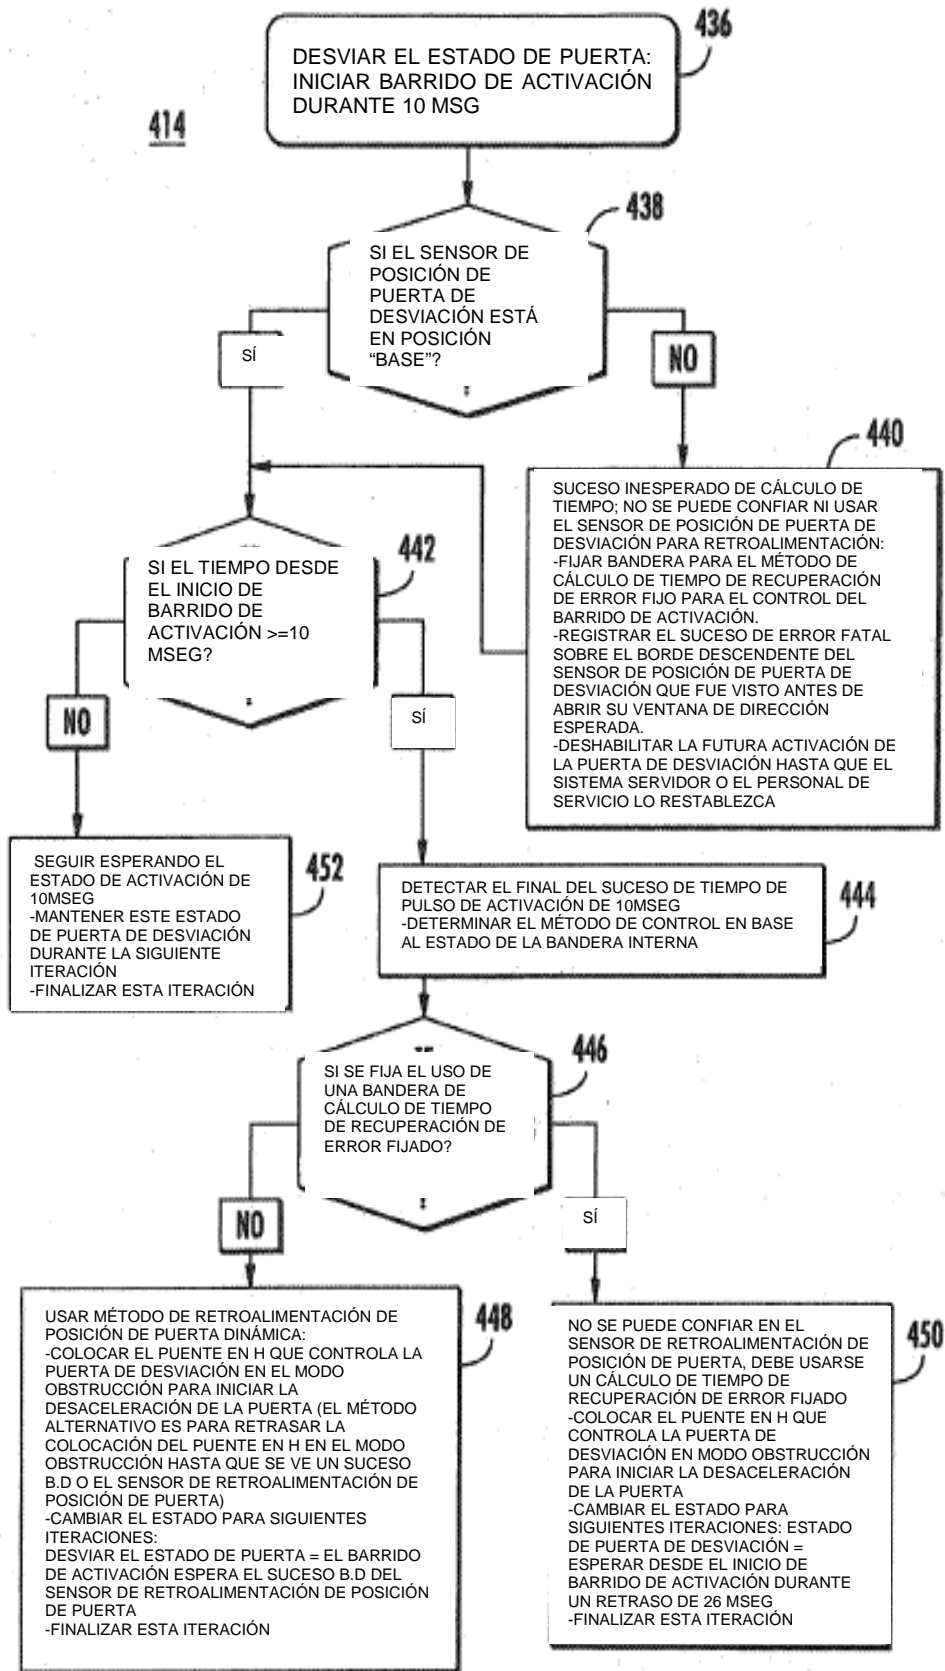 436
DESVIAR EL ESTADO DE PUERTA:
INICIAR BARRIDO DE ACTIVACIÓN
DURANTE 10 MSG
414
438
SI EL SENSOR DE
POSICIÓN DE
PUERTA DE
DESVIACIÓN ESTÁ
EN POSICIÓN
“BASE”?
SÍ
NO
440
SUCESO INESPERADO DE CÁLCULO DE
TIEMPO; NO SE PUEDE CONFIAR NI USAR
EL SENSOR DE POSICIÓN DE PUERTA DE
DESVIACIÓN PARA RETROALIMENTACIÓN:
-FIJAR BANDERA PARA EL MÉTODO DE
CÁLCULO DE TIEMPO DE RECUPERACIÓN
DE ERROR FIJO PARA EL CONTROL DEL
BARRIDO DE ACTIVACIÓN.
-REGISTRAR EL SUCESO DE ERROR FATAL
SOBRE EL BORDE DESCENDENTE DEL
SENSOR DE POSICIÓN DE PUERTA DE
DESVIACIÓN QUE FUE VISTO ANTES DE
ABRIR SU VENTANA DE DIRECCIÓN
ESPERADA.
-DESHABILITAR LA FUTURA ACTIVACIÓN DE
LA PUERTA DE DESVIACIÓN HASTA QUE EL
SISTEMA SERVIDOR O EL PERSONAL DE
SERVICIO LO RESTABLEZCA
442
SI EL TIEMPO DESDE
EL INICIO DE
BARRIDO DE
ACTIVACIÓN >=10
MSEG?
NO
SÍ
452
SEGUIR ESPERANDO EL
ESTADO DE ACTIVACIÓN DE
10MSEG
-MANTENER ESTE ESTADO
DE PUERTA DE DESVIACIÓN
DURANTE LA SIGUIENTE
ITERACIÓN
-FINALIZAR ESTA ITERACIÓN
444
DETECTAR EL FINAL DEL SUCESO DE TIEMPO DE
PULSO DE ACTIVACIÓN DE 10MSEG
-DETERMINAR EL MÉTODO DE CONTROL EN BASE
AL ESTADO DE LA BANDERA INTERNA
446
SI SE FIJA EL USO DE
UNA BANDERA DE
CÁLCULO DE TIEMPO
DE RECUPERACIÓN DE
ERROR FIJADO?
NO
SÍ
448
USAR MÉTODO DE RETROALIMENTACIÓN DE
POSICIÓN DE PUERTA DINÁMICA:
-COLOCAR EL PUENTE EN H QUE CONTROLA LA
PUERTA DE DESVIACIÓN EN EL MODO
OBSTRUCCIÓN PARA INICIAR LA
DESACELERACIÓN DE LA PUERTA (EL MÉTODO
ALTERNATIVO ES PARA RETRASAR LA
COLOCACIÓN DEL PUENTE EN H EN EL MODO
OBSTRUCCIÓN HASTA QUE SE VE UN SUCESO
B.D O EL SENSOR DE RETROALIMENTACIÓN DE
POSICIÓN DE PUERTA)
-CAMBIAR EL ESTADO PARA SIGUIENTES
ITERACIONES:
DESVIAR EL ESTADO DE PUERTA = EL BARRIDO
DE ACTIVACIÓN ESPERA EL SUCESO B.D DEL
SENSOR DE RETROALIMENTACIÓN DE POSICIÓN
DE PUERTA
-FINALIZAR ESTA ITERACIÓN
450
NO SE PUEDE CONFIAR EN EL
SENSOR DE RETROALIMENTACIÓN DE
POSICIÓN DE PUERTA, DEBE USARSE
UN CÁLCULO DE TIEMPO DE
RECUPERACIÓN DE ERROR FIJADO
-COLOCAR EL PUENTE EN H QUE
CONTROLA LA PUERTA DE
DESVIACIÓN EN MODO OBSTRUCCIÓN
PARA INICIAR LA DESACELERACIÓN
DE LA PUERTA
-CAMBIAR EL ESTADO PARA
SIGUIENTES ITERACIONES: ESTADO
DE PUERTA DE DESVIACIÓN =
ESPERAR DESDE EL INICIO DE
BARRIDO DE ACTIVACIÓN DURANTE
UN RETRASO DE 26 MSEG
-FINALIZAR ESTA ITERACIÓN